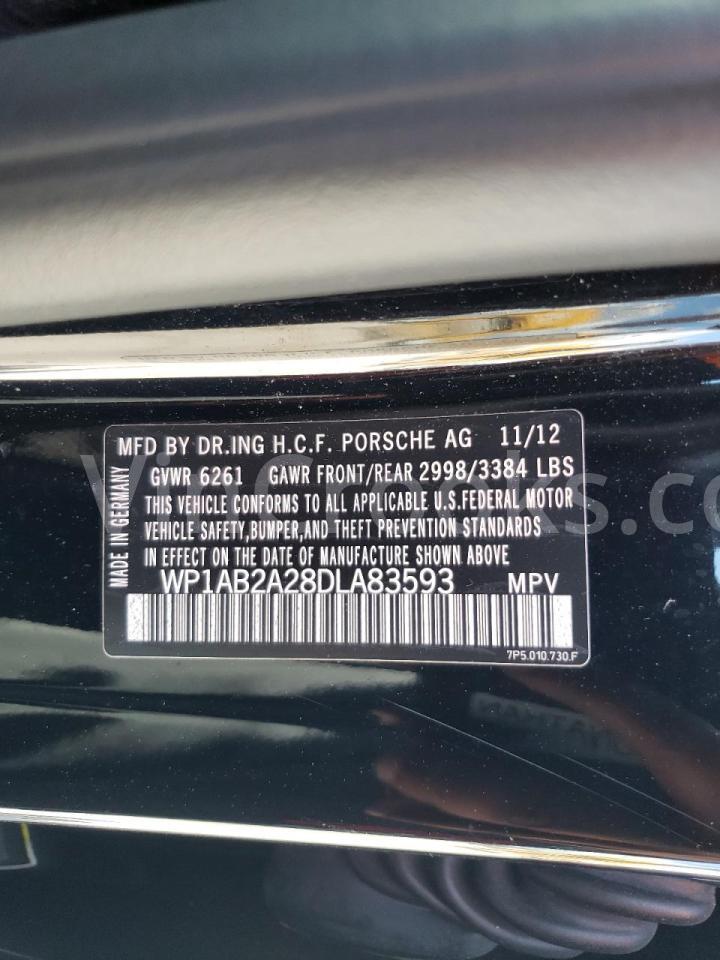 MFD BY DR.ING H.C.F. PORSCHE AG 11/12
GVWR 6261 GAWR FRONT/REAR 2998/3384 LBS
THIS VEHICLE CONFORMS TO ALL APPLICABLE U.S.FEDERAL MOTOR
VEHICLE SAFETY,BUMPER,AND THEFT PREVENTION STANDARDS
IN EFFECT ON THE DATE OF MANUFACTURE SHOWN ABOVE
WP1AB2A28DLA83593 MPV
7P5.010.730.F
MADE IN GERMANY